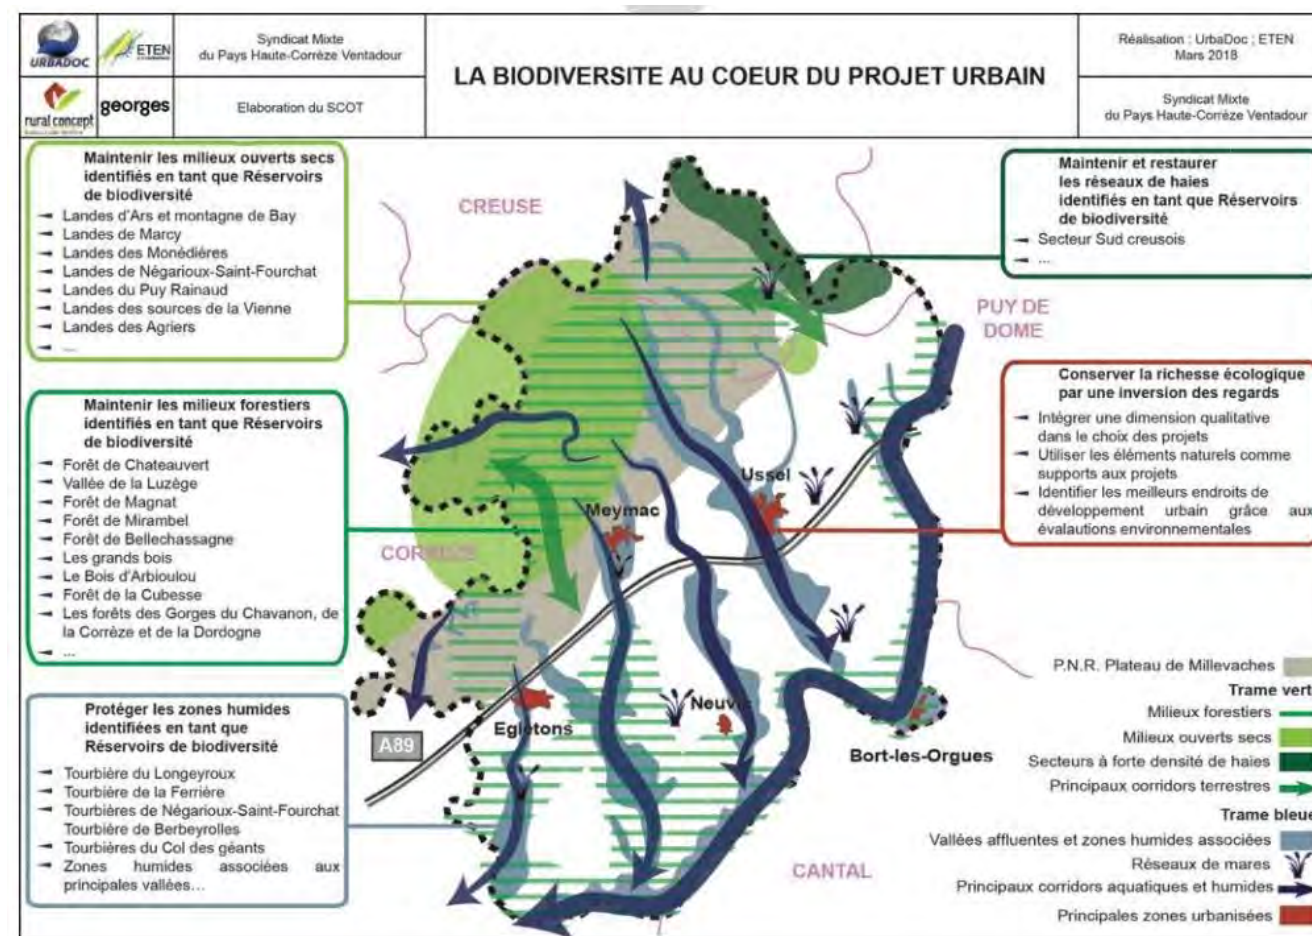 URBADOC
ETEN
Syndicat Mixte
du Pays Haute-Corrèze Ventadour
rural concept
georges
Elaboration du SCOT
LA BIODIVERSITE AU COEUR DU PROJET URBAIN
Réalisation : UrbaDoc ; ETEN
Mars 2018
Syndicat Mixte
du Pays Haute-Corrèze Ventadour
Maintenir les milieux ouverts secs
identifiés en tant que Réservoirs
de biodiversité
Landes d'Ars et montagne de Bay
Landes de Marcy
Landes des Monédières
Landes de Négarioux-Saint-Fourchat
Landes du Puy Rainaud
Landes des sources de la Vienne
Landes des Agriers
...
Maintenir les milieux forestiers
identifiés en tant que Réservoirs
de biodiversité
Forêt de Chateauvert
Vallée de la Luzège
Forêt de Magnat
Forêt de Mirambel
Forêt de Bellechassagne
Les grands bois
Le Bois d'Arbioulou
Forêt de la Cubesse
Les forêts des Gorges du Chavanon, de
la Corrèze et de la Dordogne
...
Protéger les zones humides
identifiées en tant que
Réservoirs de biodiversité
Tourbière du Longeyroux
Tourbière de la Ferrière
Tourbières de Négarioux-Saint-Fourchat
Tourbière de Berbeyrolles
Tourbières du Col des géants
Zones humides associées aux
principales vallées...
CREUSE
PUY DE
DOME
CORREZE
CANTAL
Ussel
Meymac
Neuvic
Egletons
A89
Bort-les-Orgues
Maintenir et restaurer
les réseaux de haies
identifiés en tant que Réservoirs
de biodiversité
Secteur Sud creusois
...
Conserver la richesse écologique
par une inversion des regards
Intégrer une dimension qualitative
dans le choix des projets
Utiliser les éléments naturels comme
supports aux projets
Identifier les meilleurs endroits de
développement urbain grâce aux
évalautions environnementales
P.N.R. Plateau de Millevaches
Trame verte
Milieux forestiers
Milieux ouverts secs
Secteurs à forte densité de haies
Principaux corridors terrestres
Trame bleue
Vallées affluentes et zones humides associées
Réseaux de mares
Principaux corridors aquatiques et humides
Principales zones urbanisées